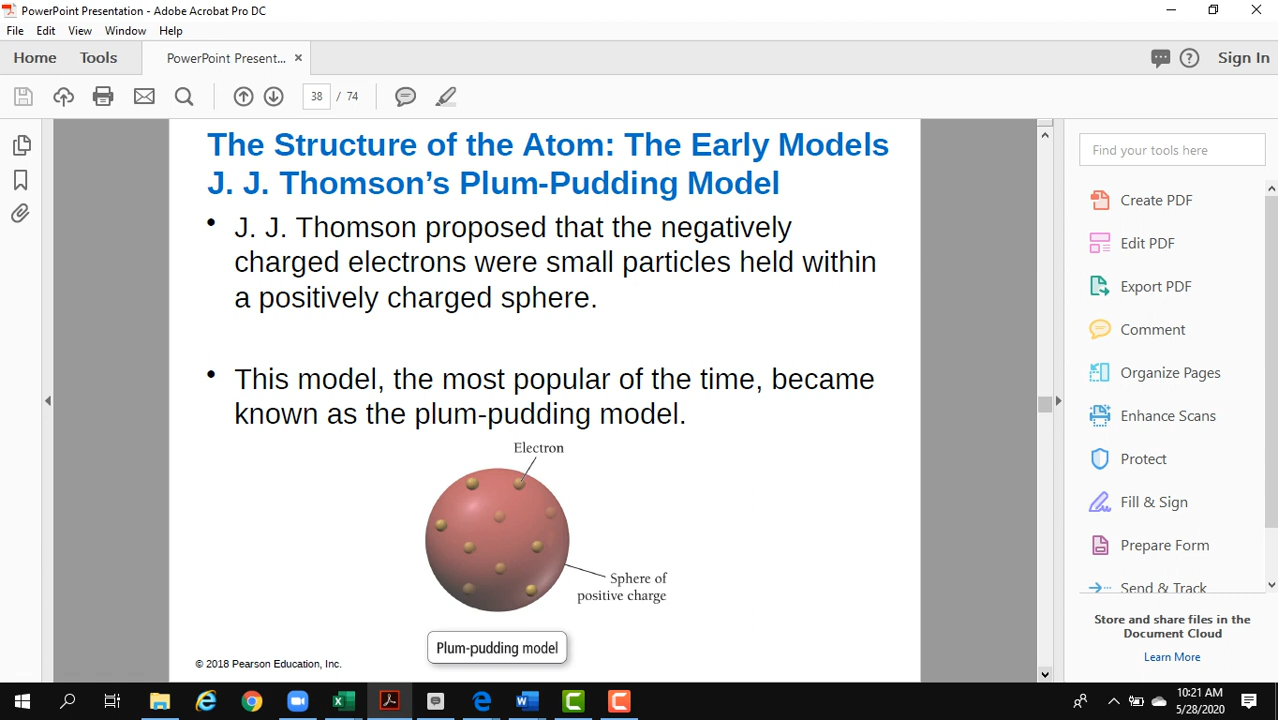 PowerPoint Presentation - Adobe Acrobat Pro DC
File Edit View Window Help
Home Tools PowerPoint Present... × Sign In
38 / 74
The Structure of the Atom: The Early Models
J. J. Thomson’s Plum-Pudding Model
• J. J. Thomson proposed that the negatively
charged electrons were small particles held within
a positively charged sphere.
• This model, the most popular of the time, became
known as the plum-pudding model.
Electron
Sphere of
positive charge
Plum-pudding model
© 2018 Pearson Education, Inc.
Find your tools here
Create PDF
Edit PDF
Export PDF
Comment
Organize Pages
Enhance Scans
Protect
Fill & Sign
Prepare Form
Send & Track
Store and share files in the
Document Cloud
Learn More
10:21 AM
5/28/2020